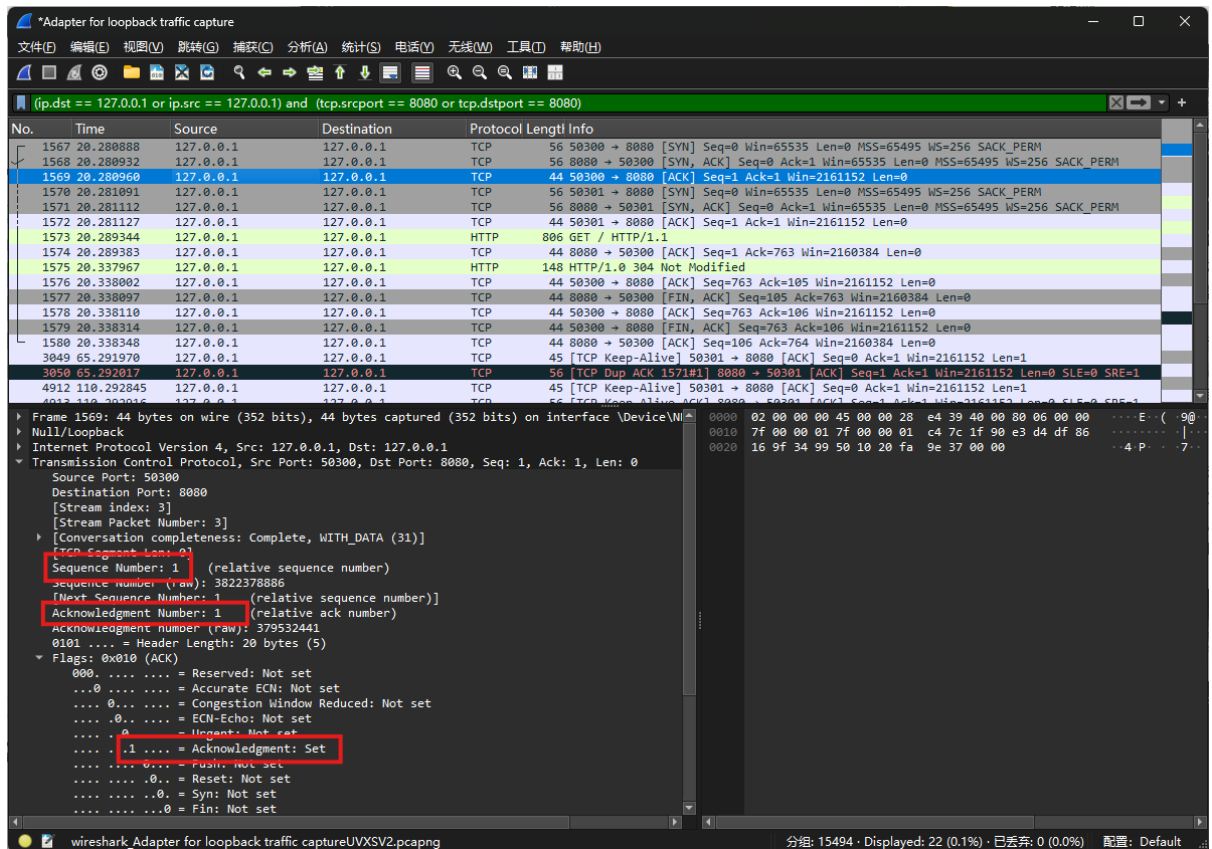 *Adapter for loopback traffic capture
文件(F) 编辑(E) 视图(V) 跳转(G) 捕获(C) 分析(A) 统计(S) 电话(Y) 无线(W) 工具(T) 帮助(H)
(ip.dst == 127.0.0.1 or ip.src == 127.0.0.1) and (tcp.srcport == 8080 or tcp.dstport == 8080)
No. Time Source Destination Protocol Lengtl Info
1567 20.280888 127.0.0.1 127.0.0.1 TCP 56 50300 → 8080 [SYN] Seq=0 Win=65535 Len=0 MSS=65495 WS=256 SACK_PERM
1568 20.280932 127.0.0.1 127.0.0.1 TCP 56 8080 → 50300 [SYN, ACK] Seq=0 Ack=1 Win=65535 Len=0 MSS=65495 WS=256 SACK_PERM
1569 20.280960 127.0.0.1 127.0.0.1 TCP 44 50300 → 8080 [ACK] Seq=1 Ack=1 Win=2161152 Len=0
1570 20.281091 127.0.0.1 127.0.0.1 TCP 56 50301 → 8080 [SYN] Seq=0 Win=65535 Len=0 MSS=65495 WS=256 SACK_PERM
1571 20.281112 127.0.0.1 127.0.0.1 TCP 56 8080 → 50301 [SYN, ACK] Seq=0 Ack=1 Win=65535 Len=0 MSS=65495 WS=256 SACK_PERM
1572 20.281127 127.0.0.1 127.0.0.1 TCP 44 50301 → 8080 [ACK] Seq=1 Ack=1 Win=2161152 Len=0
1573 20.289344 127.0.0.1 127.0.0.1 HTTP 806 GET / HTTP/1.1
1574 20.289383 127.0.0.1 127.0.0.1 TCP 44 8080 → 50300 [ACK] Seq=1 Ack=763 Win=2160384 Len=0
1575 20.337967 127.0.0.1 127.0.0.1 HTTP 148 HTTP/1.0 304 Not Modified
1576 20.338002 127.0.0.1 127.0.0.1 TCP 44 50300 → 8080 [ACK] Seq=763 Ack=105 Win=2161152 Len=0
1577 20.338097 127.0.0.1 127.0.0.1 TCP 44 8080 → 50300 [FIN, ACK] Seq=105 Ack=763 Win=2160384 Len=0
1578 20.338110 127.0.0.1 127.0.0.1 TCP 44 50300 → 8080 [ACK] Seq=763 Ack=106 Win=2161152 Len=0
1579 20.338314 127.0.0.1 127.0.0.1 TCP 44 50300 → 8080 [FIN, ACK] Seq=763 Ack=106 Win=2161152 Len=0
1580 20.338348 127.0.0.1 127.0.0.1 TCP 44 8080 → 50300 [ACK] Seq=106 Ack=764 Win=2160384 Len=0
3049 65.291970 127.0.0.1 127.0.0.1 TCP 45 [TCP Keep-Alive] 50301 → 8080 [ACK] Seq=0 Ack=1 Win=2161152 Len=1
3050 65.292017 127.0.0.1 127.0.0.1 TCP 56 [TCP Dup ACK 1571#1] 8080 → 50301 [ACK] Seq=1 Ack=1 Win=2161152 Len=0 SLE=0 SRE=1
4912 110.292845 127.0.0.1 127.0.0.1 TCP 45 [TCP Keep-Alive] 50301 → 8080 [ACK] Seq=0 Ack=1 Win=2161152 Len=1
Frame 1569: 44 bytes on wire (352 bits), 44 bytes captured (352 bits) on interface \Device\N
Null/Loopback
Internet Protocol Version 4, Src: 127.0.0.1, Dst: 127.0.0.1
Transmission Control Protocol, Src Port: 50300, Dst Port: 8080, Seq: 1, Ack: 1, Len: 0
Source Port: 50300
Destination Port: 8080
[Stream index: 3]
[Stream Packet Number: 3]
[Conversation completeness: Complete, WITH_DATA (31)]
[TCP Segment Len: 0]
Sequence Number: 1 (relative sequence number)
Sequence Number (raw): 3822378886
[Next Sequence Number: 1 (relative sequence number)]
Acknowledgment Number: 1 (relative ack number)
Acknowledgment number (raw): 379532441
0101 .... = Header Length: 20 bytes (5)
Flags: 0x010 (ACK)
000. .... .... = Reserved: Not set
...0 .... .... = Accurate ECN: Not set
.... 0... .... = Congestion Window Reduced: Not set
.... .0.. .... = ECN-Echo: Not set
.... ..0. .... = Urgent: Not set
.... ...1 .... = Acknowledgment: Set
.... .... 0... = Push: Not set
.... .... .0.. = Reset: Not set
.... .... ..0. = Syn: Not set
.... .... ...0 = Fin: Not set
0000 02 00 00 00 45 00 00 28 e4 39 40 00 80 06 00 00 ····E··( ·9@··
0010 7f 00 00 01 7f 00 00 01 c4 7c 1f 90 e3 d4 df 86 ········ ·|····
0020 16 9f 34 99 50 10 20 fa 9e 37 00 00 ··4·P· · ·7··
wireshark_Adapter for loopback traffic captureUVXSV2.pcapng
分组: 15494 · Displayed: 22 (0.1%) · 已丢弃: 0 (0.0%)
配置: Default